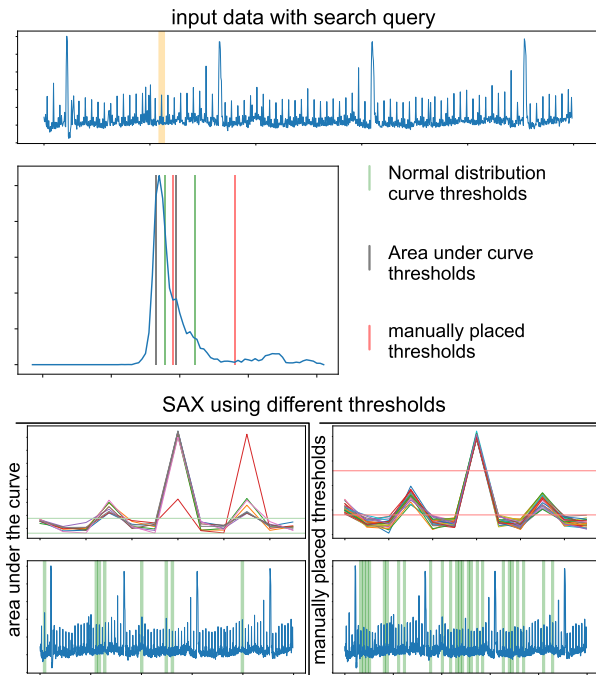 input data with search query
Normal distribution
curve thresholds
Area under curve
thresholds
manually placed
thresholds
SAX using different thresholds
area under the curve
manually placed thresholds